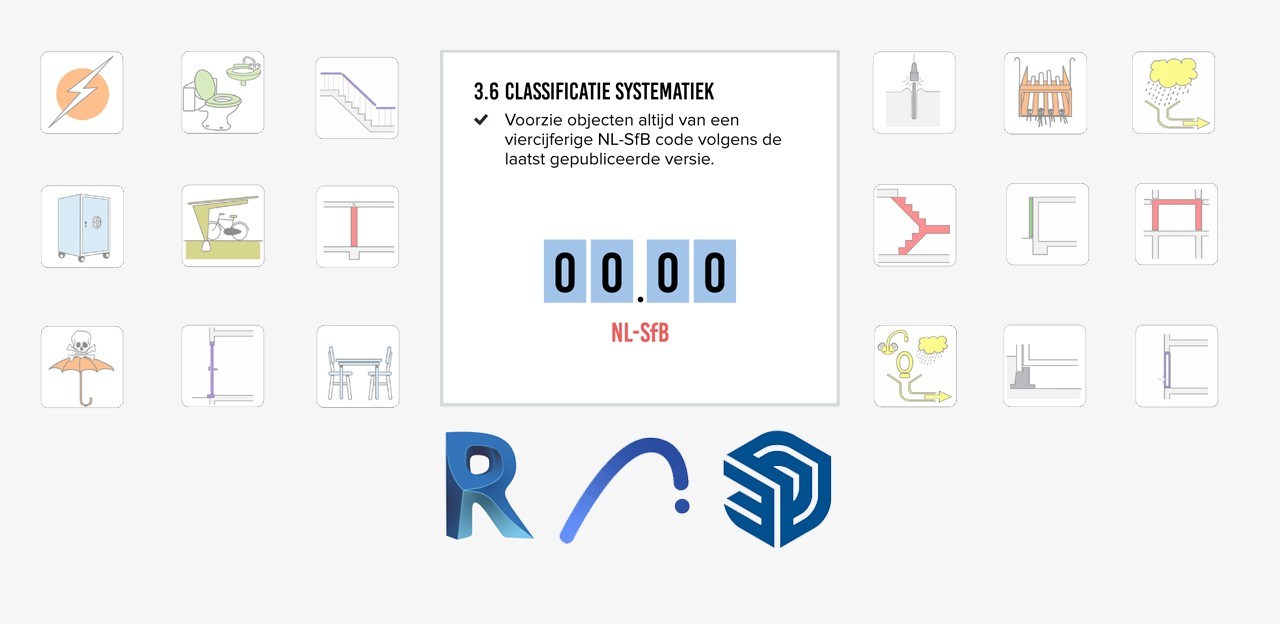 3.6 CLASSIFICATIE SYSTEMATIEK
Voorzie objecten altijd van een
viercijferige NL-SfB code volgens de
laatst gepubliceerde versie.
00.00
NL-SfB